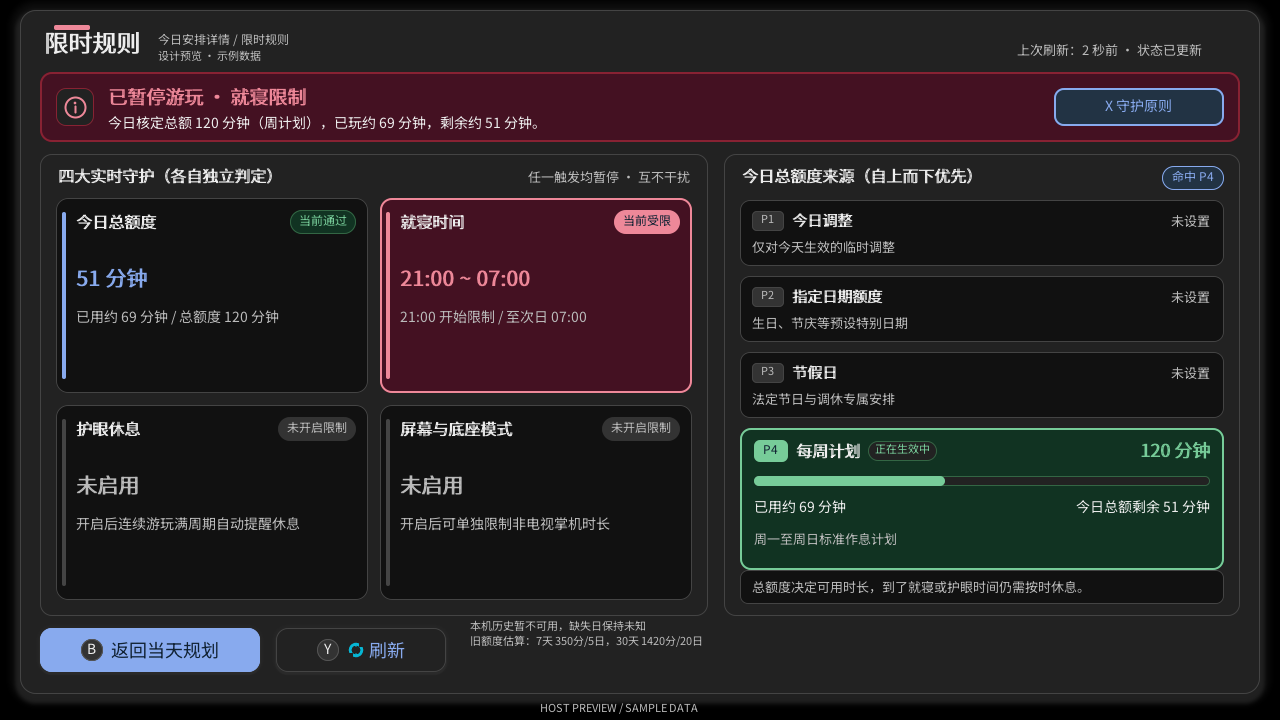 限时规则
今日安排详情 / 限时规则
设计预览 · 示例数据
上次刷新：2 秒前 · 状态已更新
已暂停游玩 · 就寝限制
今日核定总额 120 分钟（周计划），已玩约 69 分钟，剩余约 51 分钟。
X 守护原则
四大实时守护（各自独立判定）
任一触发均暂停 · 互不干扰
今日总额度
当前通过
51 分钟
已用约 69 分钟 / 总额度 120 分钟
就寝时间
当前受限
21:00 ~ 07:00
21:00 开始限制 / 至次日 07:00
护眼休息
未开启限制
未启用
开启后连续游玩满周期自动提醒休息
屏幕与底座模式
未开启限制
未启用
开启后可单独限制非电视掌机时长
今日总额度来源（自上而下优先）
命中 P4
P1 今日调整
未设置
仅对今天生效的临时调整
P2 指定日期额度
未设置
生日、节庆等预设特别日期
P3 节假日
未设置
法定节日与调休专属安排
P4 每周计划 正在生效中
120 分钟
已用约 69 分钟
今日总额剩余 51 分钟
周一至周日标准作息计划
总额度决定可用时长，到了就寝或护眼时间仍需按时休息。
B 返回当天规划
Y 刷新
本机历史暂不可用，缺失日保持未知
旧额度估算：7天 350分/5日，30天 1420分/20日
HOST PREVIEW / SAMPLE DATA